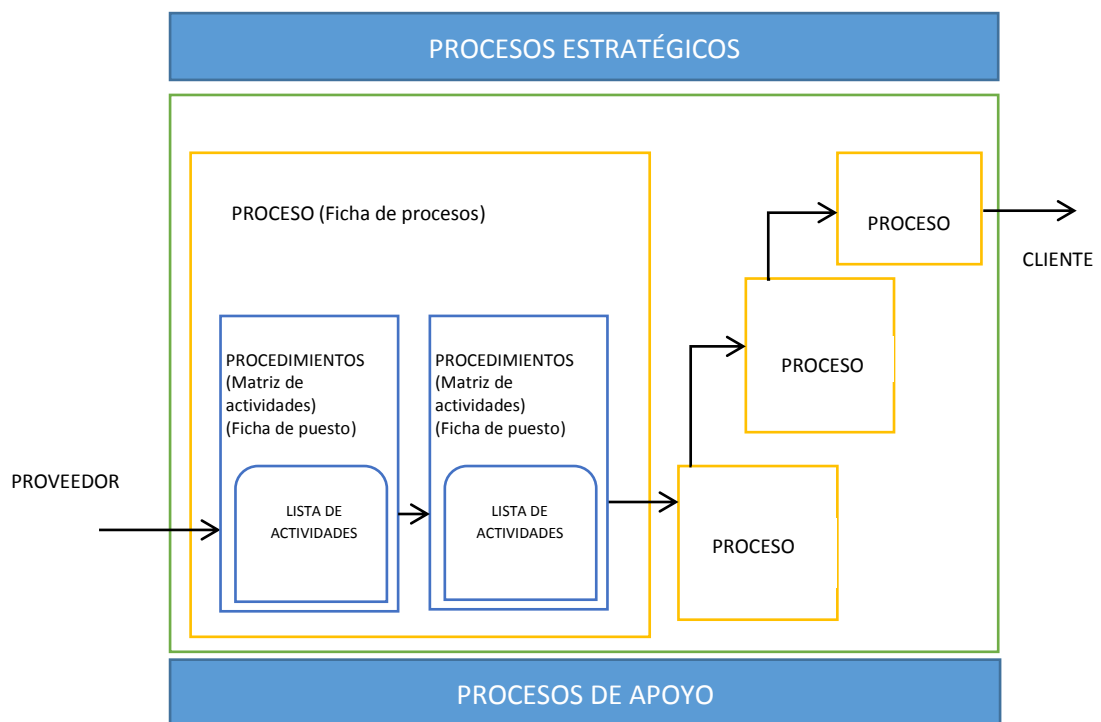 PROCESOS ESTRATÉGICOS
PROCESO (Ficha de procesos)
PROCESO
CLIENTE
PROCEDIMIENTOS
(Matriz de
actividades)
(Ficha de puesto)
PROCEDIMIENTOS
(Matriz de
actividades)
(Ficha de puesto)
PROCESO
PROVEEDOR
LISTA DE
ACTIVIDADES
LISTA DE
ACTIVIDADES
PROCESO
PROCESOS DE APOYO